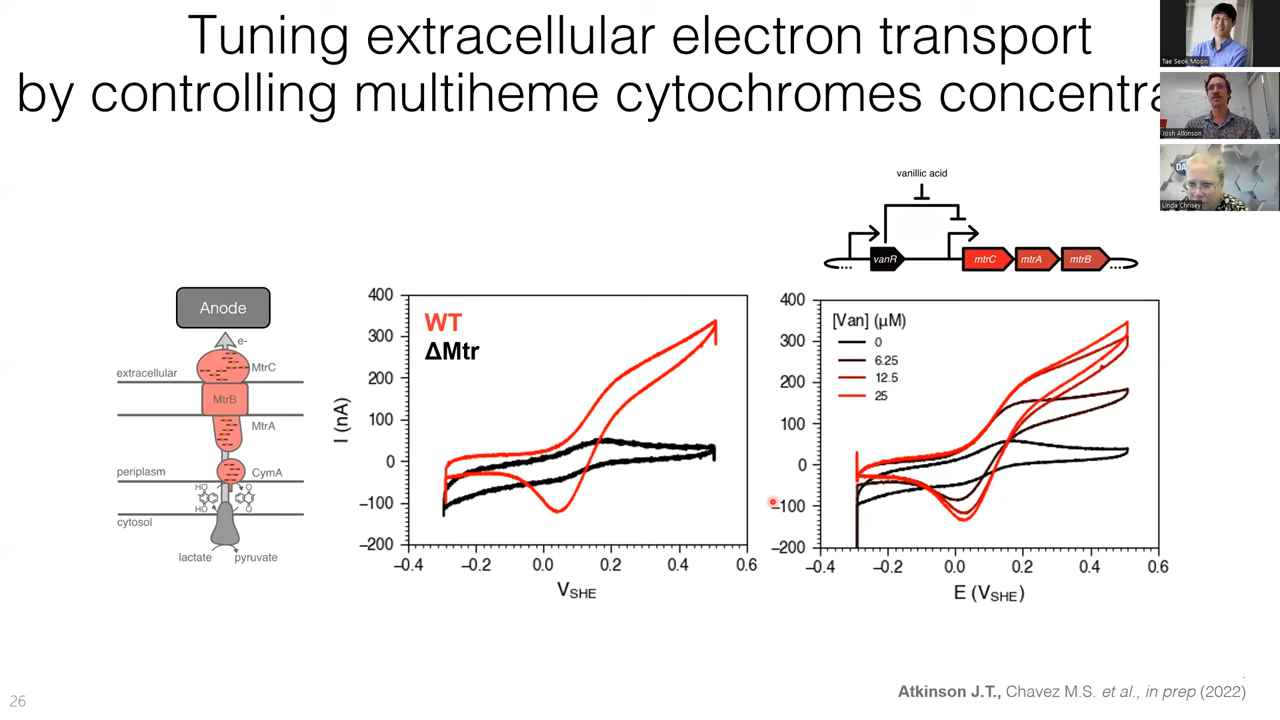 Tuning extracellular electron transport
by controlling multiheme cytochromes concentra
Tae Seok Moon
Josh Atkinson
Linda Chrisey
vanillic acid
vanR
mtrC
mtrA
mtrB
Anode
e-
MtrC
extracellular
MtrB
MtrA
periplasm
CymA
HO
O
HO
O
cytosol
lactate
pyruvate
400
300
200
100
0
−100
−200
I (nA)
WT
ΔMtr
−0.4
−0.2
0.0
0.2
0.4
0.6
VSHE
400
300
200
100
0
−100
−200
[Van] (μM)
0
6.25
12.5
25
−0.4
−0.2
0.0
0.2
0.4
0.6
E (VSHE)
26
Atkinson J.T., Chavez M.S. et al., in prep (2022)